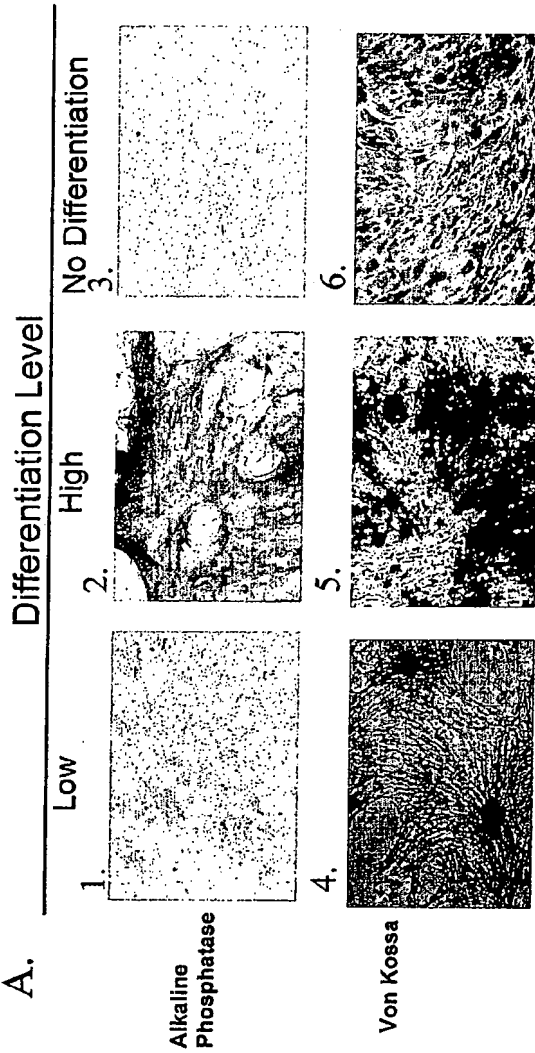 A.
Differentiation Level
Low High No Differentiation
1. 2. 3.
Alkaline
Phosphatase
4. 5. 6.
Von Kossa